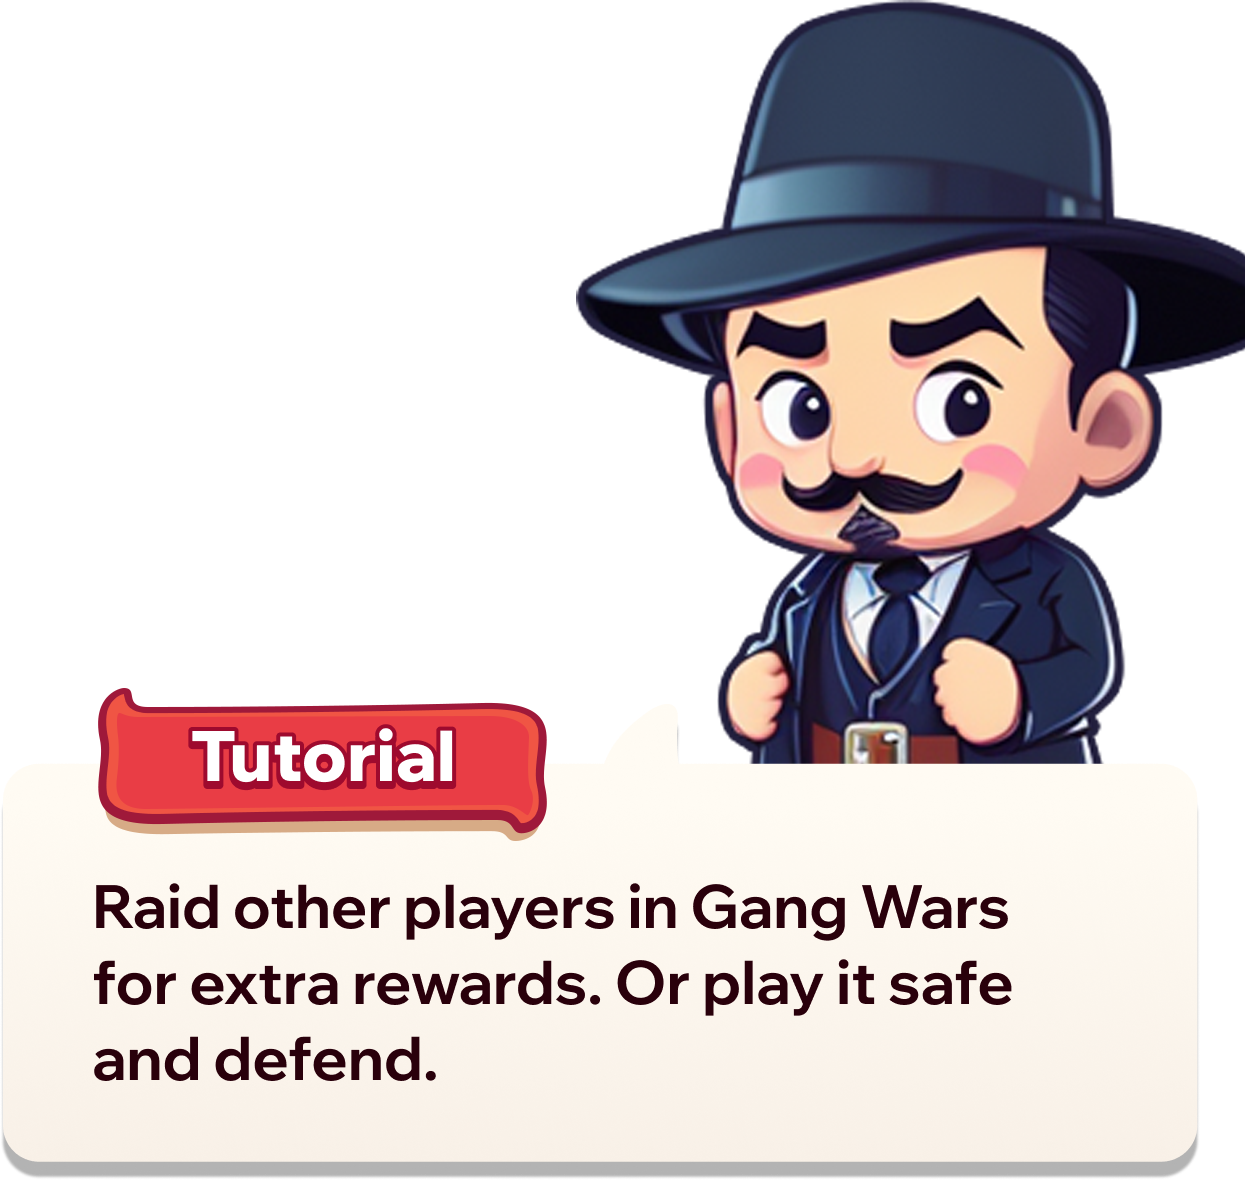 Tutorial
Raid other players in Gang Wars
for extra rewards. Or play it safe
and defend.